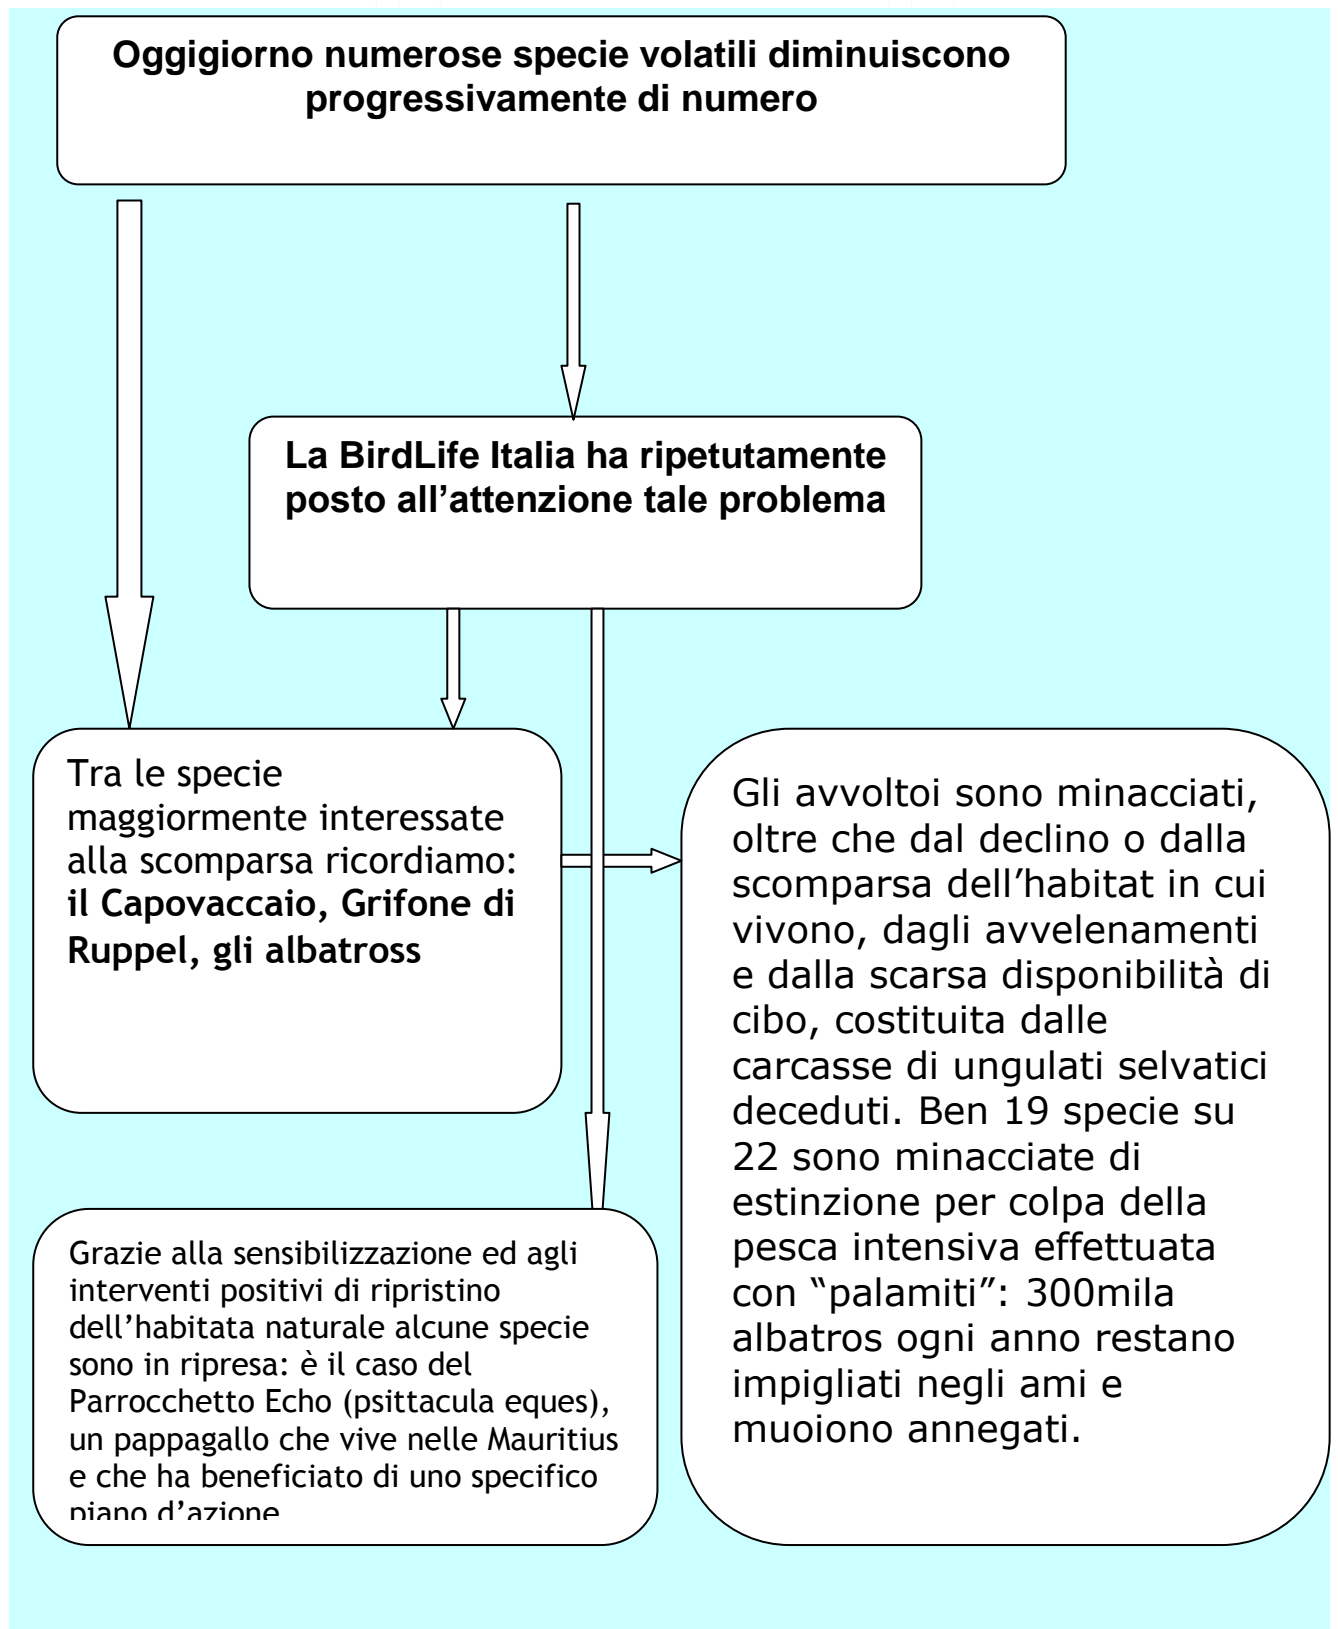 Oggigiorno numerose specie volatili diminuiscono
progressivamente di numero
La BirdLife Italia ha ripetutamente
posto all’attenzione tale problema
Tra le specie
maggiormente interessate
alla scomparsa ricordiamo:
il Capovaccaio, Grifone di
Ruppel, gli albatross
Gli avvoltoi sono minacciati,
oltre che dal declino o dalla
scomparsa dell’habitat in cui
vivono, dagli avvelenamenti
e dalla scarsa disponibilità di
cibo, costituita dalle
carcasse di ungulati selvatici
deceduti. Ben 19 specie su
22 sono minacciate di
estinzione per colpa della
pesca intensiva effettuata
con “palamiti”: 300mila
albatros ogni anno restano
impigliati negli ami e
muoiono annegati.
Grazie alla sensibilizzazione ed agli
interventi positivi di ripristino
dell’habitata naturale alcune specie
sono in ripresa: è il caso del
Parrocchetto Echo (psittacula eques),
un pappagallo che vive nelle Mauritius
e che ha beneficiato di uno specifico
piano d’azione